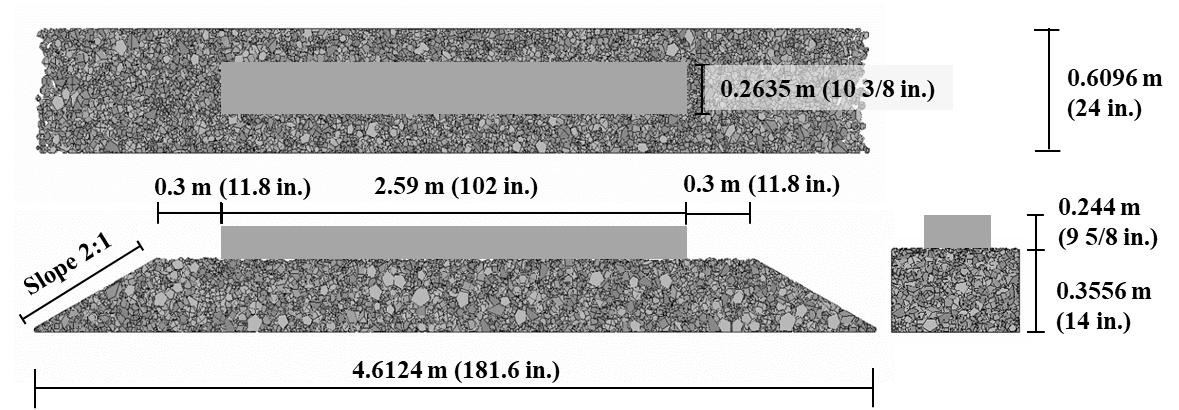 0.2635 m (10 3/8 in.)
0.6096 m
(24 in.)
0.3 m (11.8 in.)
2.59 m (102 in.)
0.3 m (11.8 in.)
0.244 m
(9 5/8 in.)
Slope 2:1
0.3556 m
(14 in.)
4.6124 m (181.6 in.)